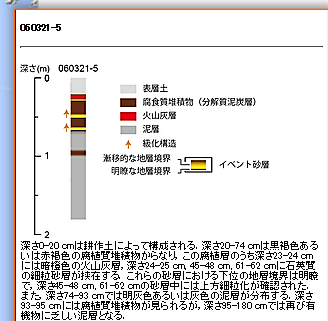 060321-5
深さ(m) 060321-5
0
表層土
腐食質堆積物（分解質泥炭層）
火山灰層
泥層
級化構造
漸移的な地層境界
明瞭な地層境界
イベント砂層
1
2
深さ0-20 cmは耕作土によって構成される．深さ20-74 cmは黒褐色ある
いは赤褐色の腐植質堆積物からなり，この腐植層のうち深さ23-24 cm
には暗橙色の火山灰層，深さ24-25 cm, 45-48 cm, 61-62 cmに石英質
の細粒砂層が挟在する．これらの砂層における下位の地層境界は明瞭
で，深さ45-48 cm, 61-62 cmの砂層中には上方細粒化が確認された．
また，深さ74-93 cmでは明灰色あるいは灰色の泥層が分布する．深さ
93-95 cmには腐植質堆積物が見られるが，深さ95-180 cmでは再び有
機物に乏しい泥層となる．